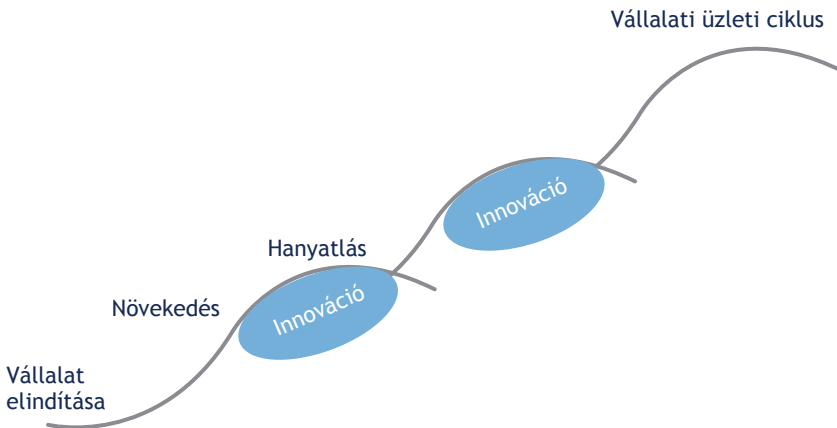 Vállalati üzleti ciklus
Innováció
Hanyatlás
Innováció
Növekedés
Vállalat
elindítása